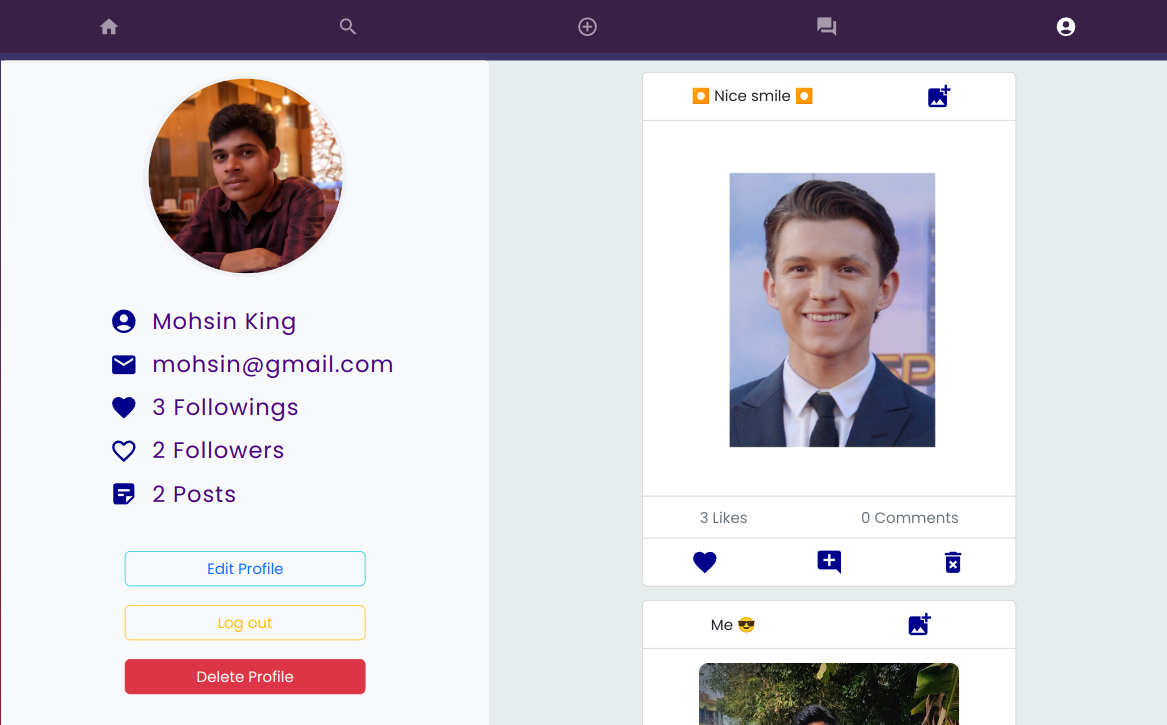 Mohsin King
mohsin@gmail.com
3 Followings
2 Followers
2 Posts
Edit Profile
Log out
Delete Profile
⏺️ Nice smile ⏺️
3 Likes
0 Comments
Me 😎